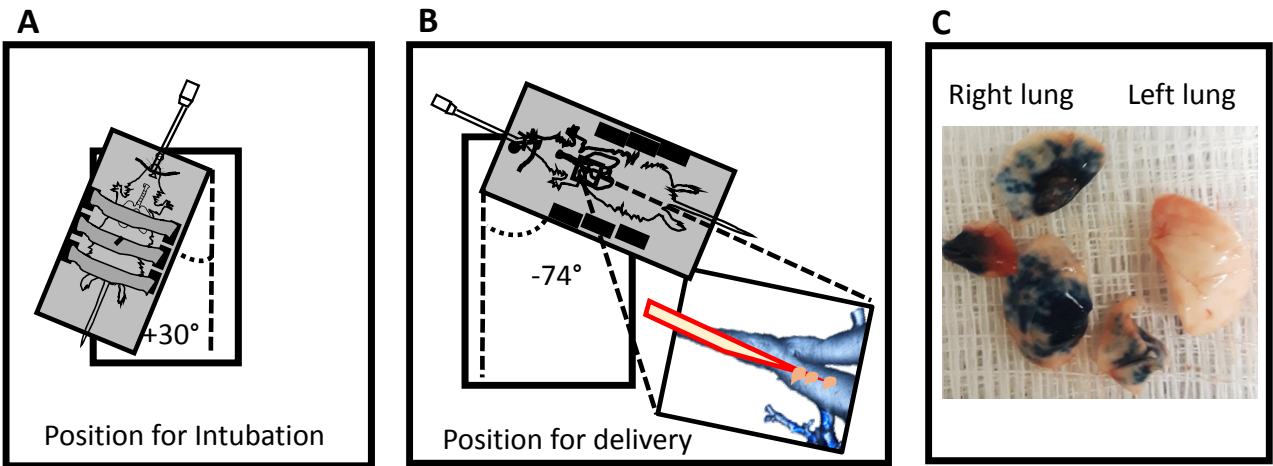 A
+30°
Position for Intubation
B
-74°
Position for delivery
C
Right lung Left lung